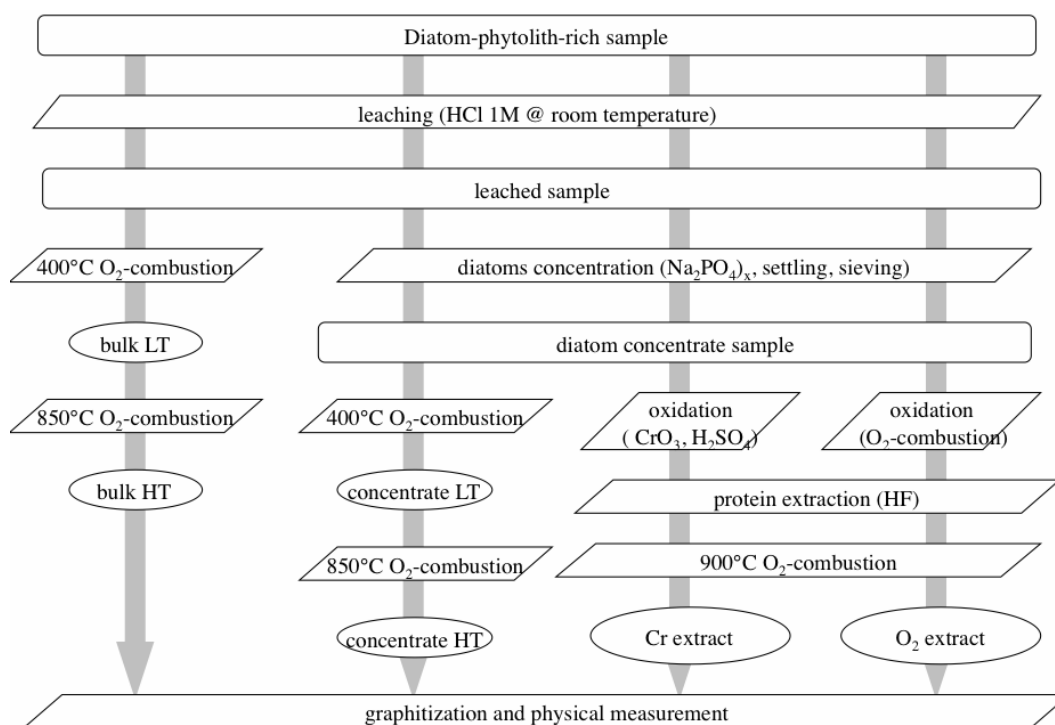 Diatom-phytolith-rich sample
leaching (HCl 1M @ room temperature)
leached sample
400°C O₂-combustion
diatoms concentration (Na₂PO₄)ₓ, settling, sieving)
bulk LT
diatom concentrate sample
850°C O₂-combustion
400°C O₂-combustion
oxidation
( CrO₃, H₂SO₄)
oxidation
(O₂-combustion)
bulk HT
concentrate LT
protein extraction (HF)
850°C O₂-combustion
900°C O₂-combustion
concentrate HT
Cr extract
O₂ extract
graphitization and physical measurement